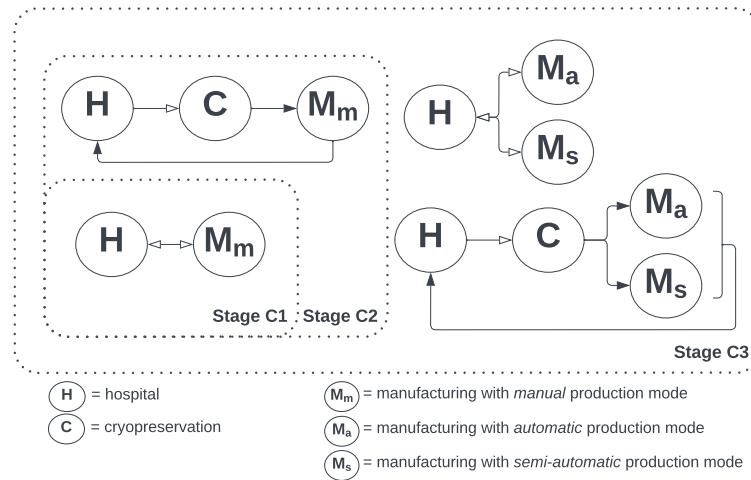 H C Mm
H Mm
Stage C1
Stage C2
H Ma
Ms
H C Ma
Ms
Stage C3
H = hospital
C = cryopreservation
Mm = manufacturing with manual production mode
Ma = manufacturing with automatic production mode
Ms = manufacturing with semi-automatic production mode